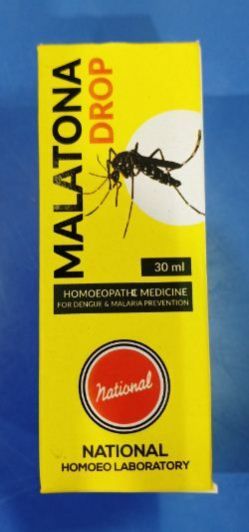 MALATONA
DROP
30 ml
HOMOEOPATHIC MEDICINE
FOR DENGUE & MALARIA PREVENTION
National
NATIONAL
HOMOEO LABORATORY